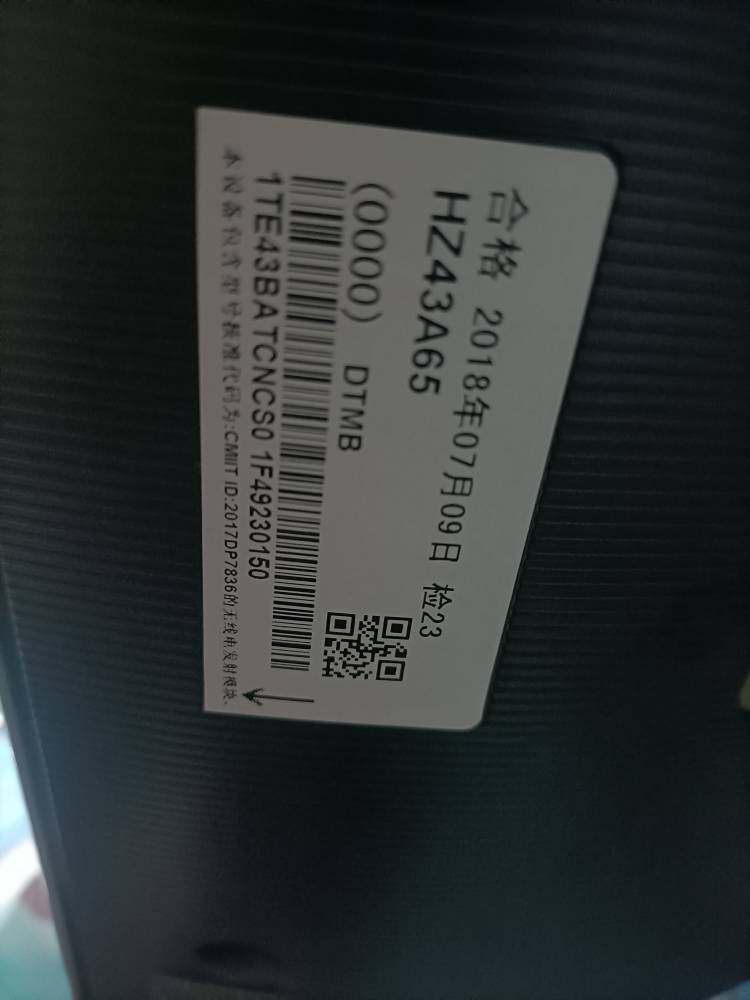 合格 2018年07月09日 检23
HZ43A65
(0000) DTMB
1TE43BATCNCS0 1F49230150
本设备包含型号核准代码为:CMIIT ID:2017DP7836的无线电发射模块。